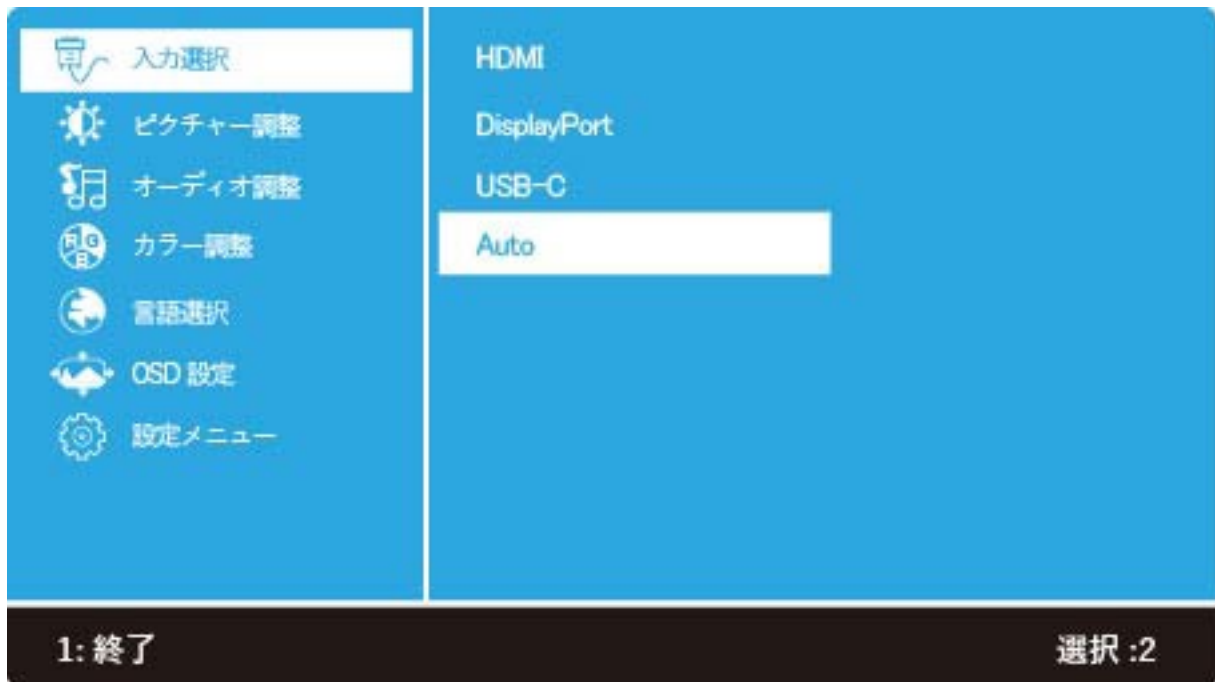 入力選択
ピクチャー調整
オーディオ調整
カラー調整
言語選択
OSD 設定
設定メニュー
HDMI
DisplayPort
USB-C
Auto
1: 終了
選択 :2